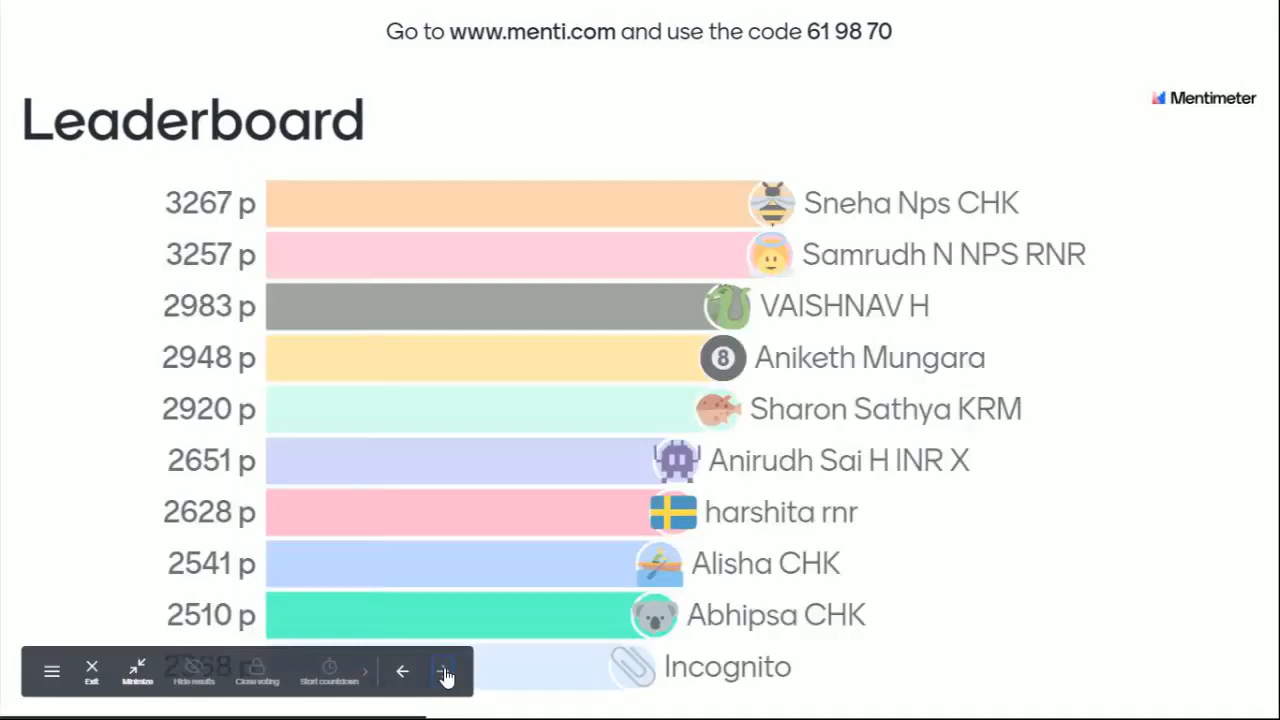 Go to www.menti.com and use the code 61 98 70
Mentimeter
Leaderboard
3267 p Sneha Nps CHK
3257 p Samrudh N NPS RNR
2983 p VAISHNAV H
2948 p 8 Aniketh Mungara
2920 p Sharon Sathya KRM
2651 p Anirudh Sai H INR X
2628 p harshita rnr
2541 p Alisha CHK
2510 p Abhipsa CHK
Incognito
Exit Minimize Hide results Close voting Start countdown